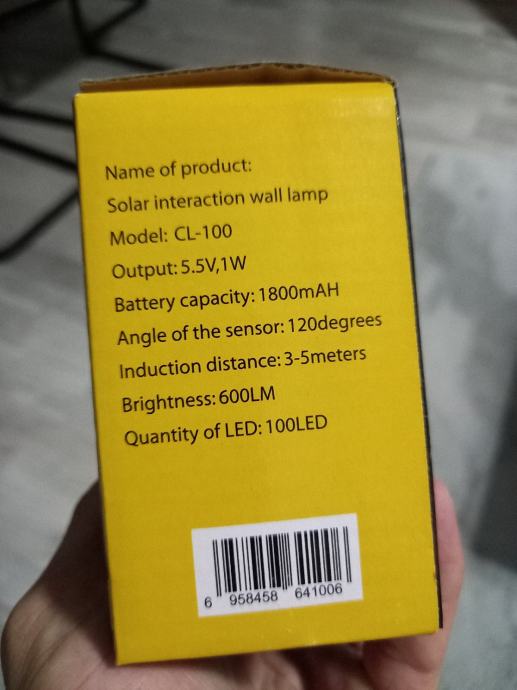 Name of product:
Solar interaction wall lamp
Model: CL-100
Output:5.5V,1W
Battery capacity:1800mAH
Angle of the sensor:120degrees
Induction distance:3-5meters
Brightness:600LM
Quantity of LED:100LED
6 958458 641006